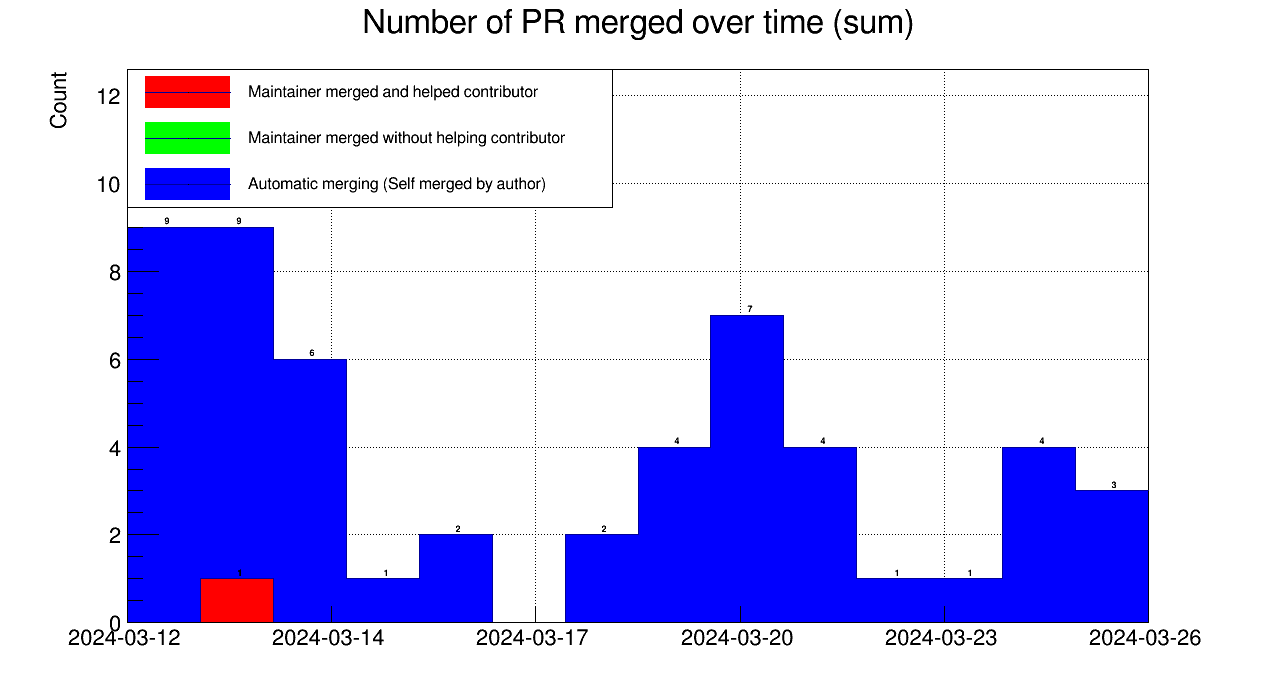 Number of PR merged over time (sum)
Count
Maintainer merged and helped contributor
Maintainer merged without helping contributor
Automatic merging (Self merged by author)
12
10
8
6
4
2
0
9 9 6 1 2 2 4 7 4 1 1 4 3
1
2024-03-12 2024-03-14 2024-03-17 2024-03-20 2024-03-23 2024-03-26